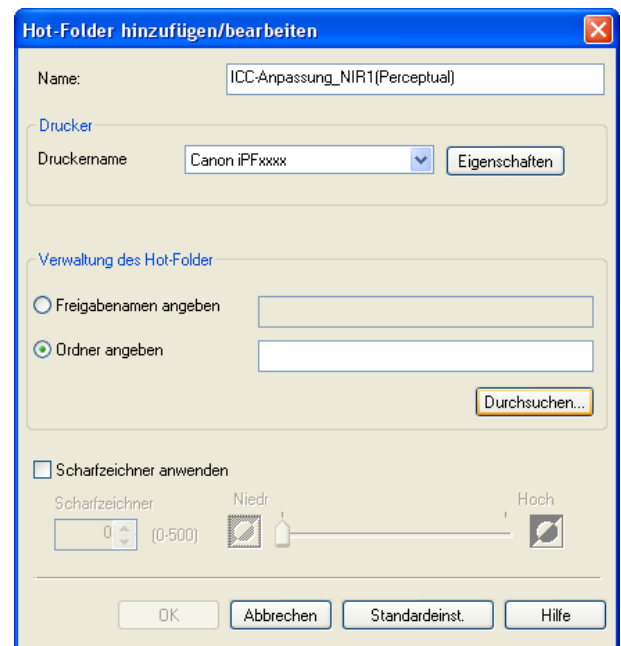 Hot-Folder hinzufügen/bearbeiten
Name: ICC-Anpassung_NIR1(Perceptual)
Drucker
Druckername Canon iPFxxxx Eigenschaften
Verwaltung des Hot-Folder
Freigabenamen angeben
Ordner angeben
Durchsuchen...
Scharfzeichner anwenden
Scharfzeichner Niedr Hoch
0 (0-500)
OK Abbrechen Standardeinst. Hilfe